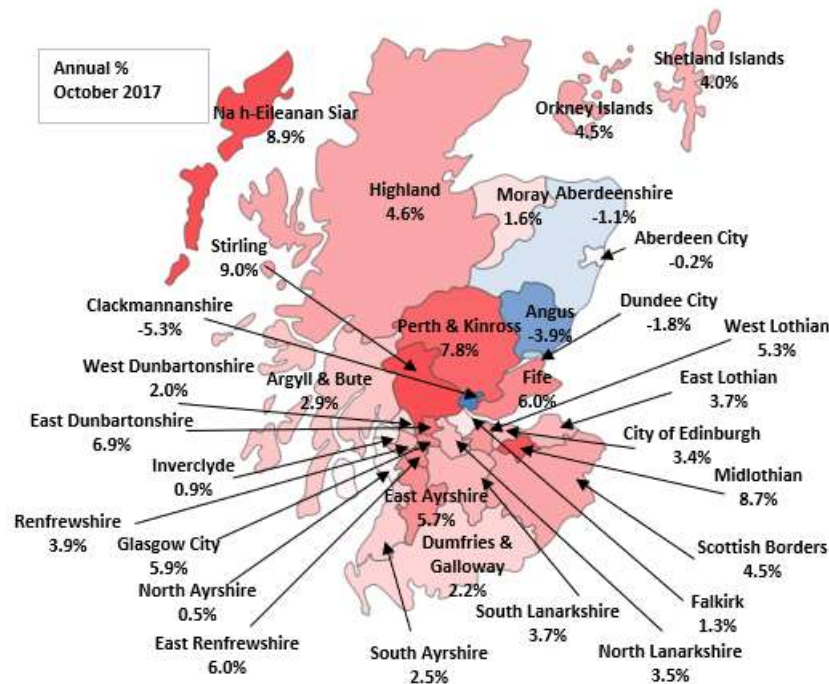 Annual %
October 2017
Shetland Islands
4.0%
Na h-Eileanan Siar
8.9%
Orkney Islands
4.5%
Highland
4.6%
Moray
1.6%
Aberdeenshire
-1.1%
Aberdeen City
-0.2%
Stirling
9.0%
Clackmannanshire
-5.3%
Perth & Kinross
7.8%
Angus
-3.9%
Dundee City
-1.8%
West Lothian
5.3%
West Dunbartonshire
2.0%
Argyll & Bute
2.9%
Fife
6.0%
East Lothian
3.7%
East Dunbartonshire
6.9%
City of Edinburgh
3.4%
Inverclyde
0.9%
Midlothian
8.7%
East Ayrshire
5.7%
Renfrewshire
3.9%
Glasgow City
5.9%
Dumfries &
Galloway
2.2%
Scottish Borders
4.5%
North Ayrshire
0.5%
South Lanarkshire
3.7%
Falkirk
1.3%
East Renfrewshire
6.0%
South Ayrshire
2.5%
North Lanarkshire
3.5%